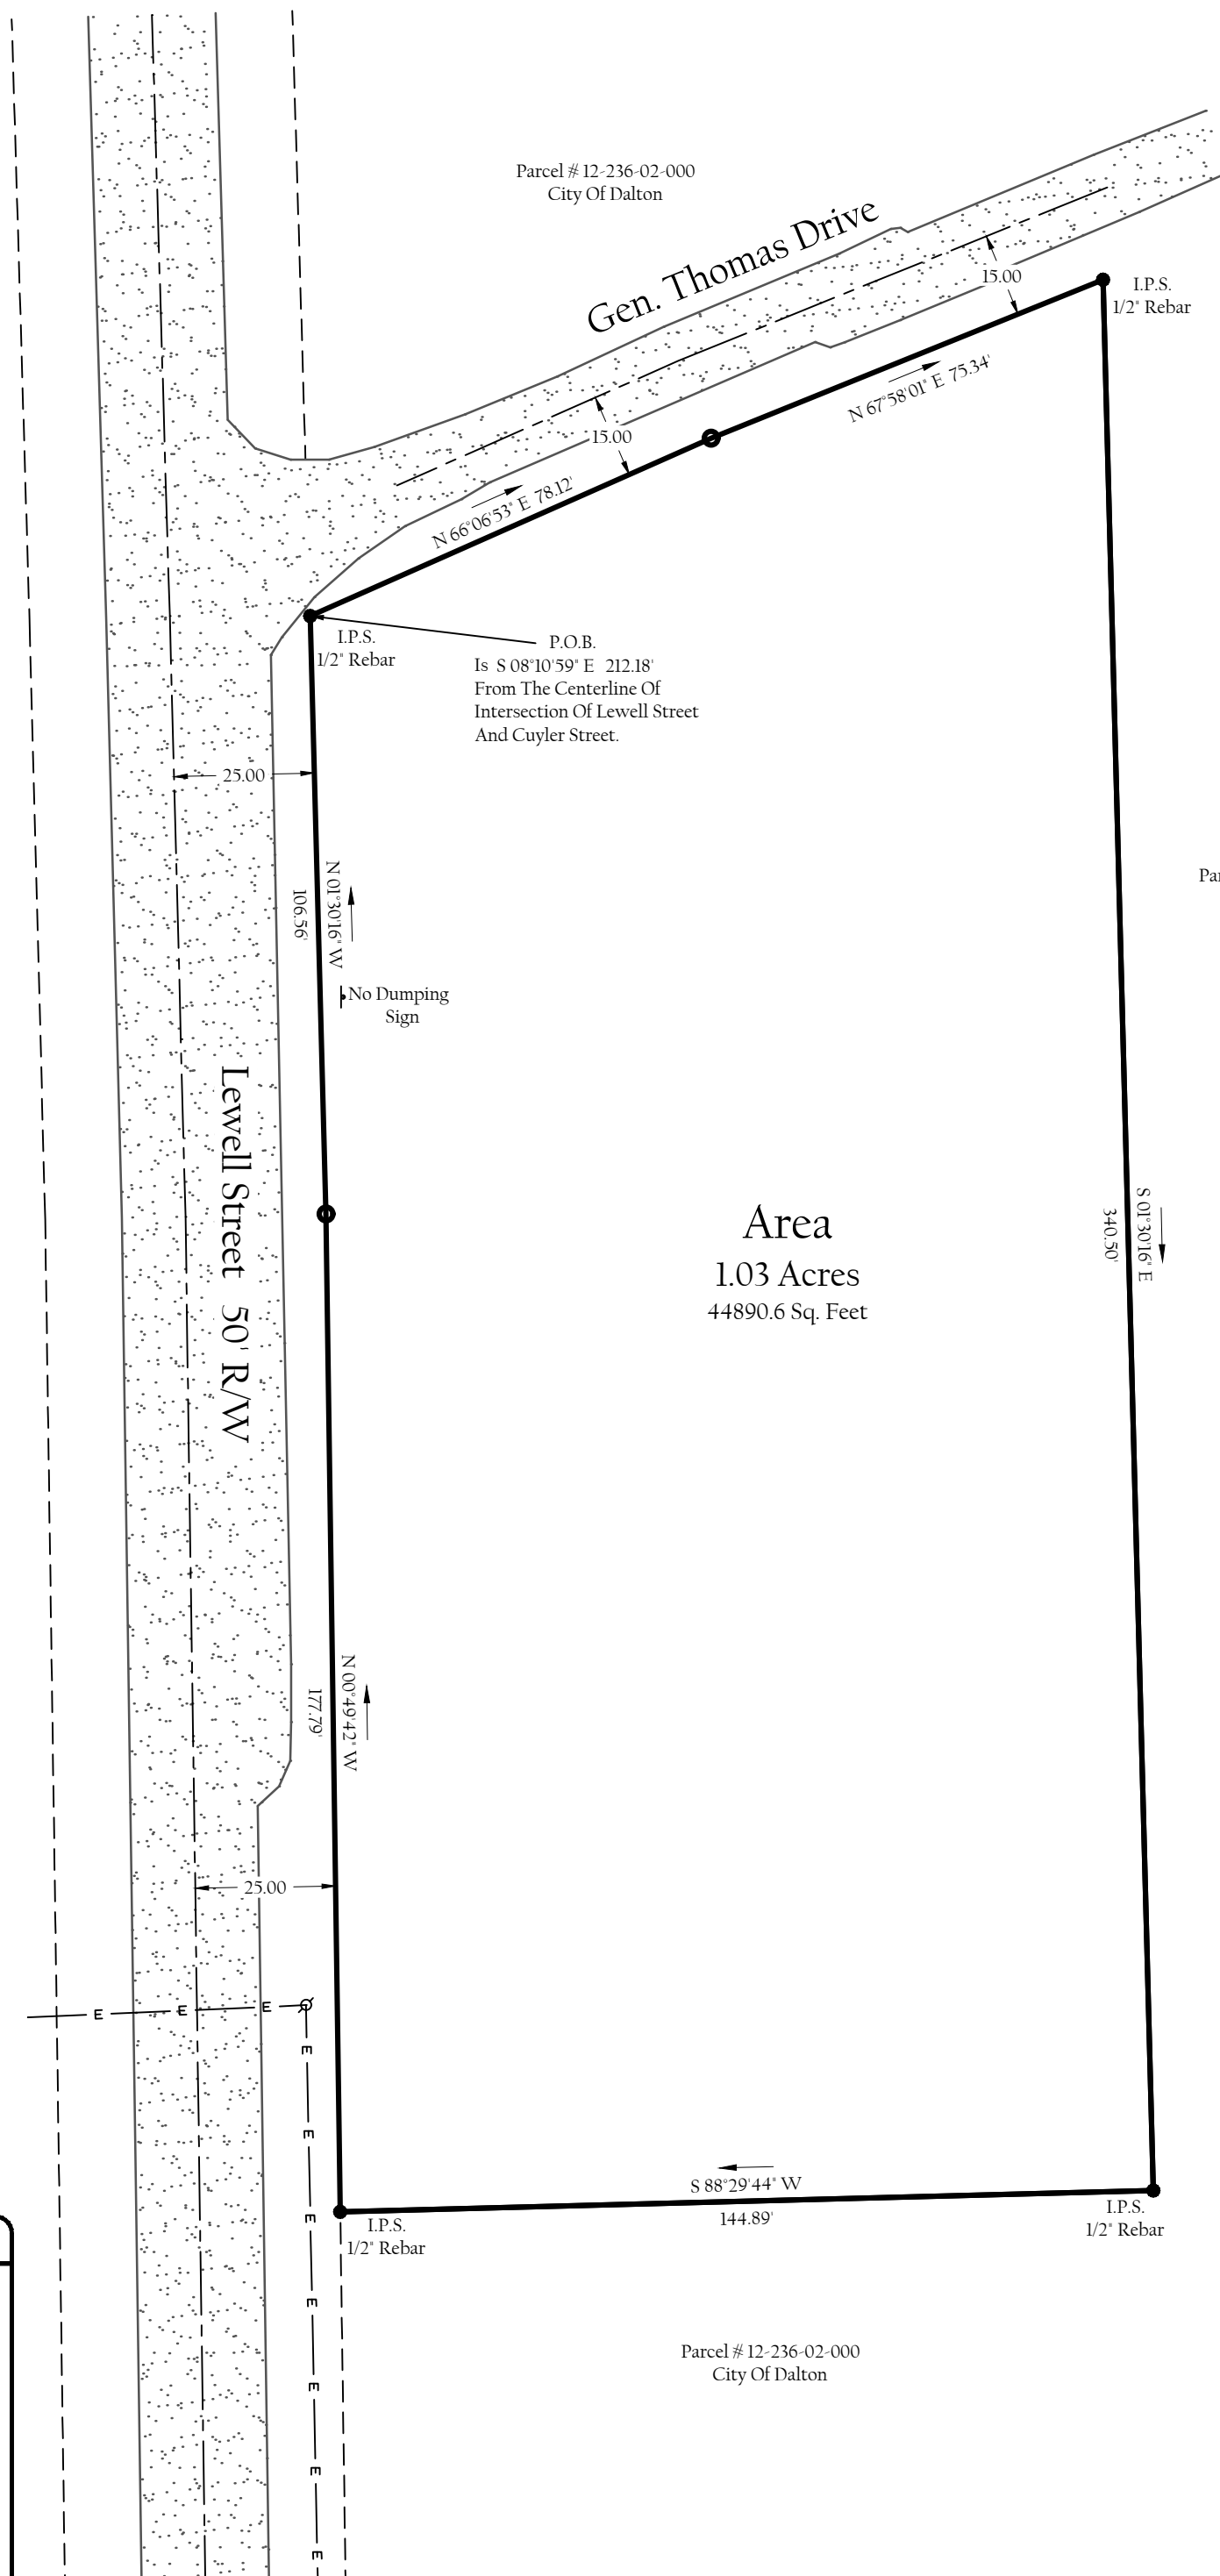 Parcel # 12-236-02-000
City Of Dalton
Gen. Thomas Drive
15.00
I.P.S.
1/2" Rebar
N 67°58'01" E 75.34'
15.00
N 66°06'53" E 78.12'
I.P.S.
1/2" Rebar
P.O.B.
Is S 08°10'59" E 212.18'
From The Centerline Of
Intersection Of Lewell Street
And Cuyler Street.
25.00
Par
N 01°30'16" W
106.56'
No Dumping
Sign
Lewell Street 50' R/W
Area
1.03 Acres
44890.6 Sq. Feet
S 01°30'16" E
340.50'
N 00°49'42" W
177.79'
25.00
E E E
E
E
E
E
E
E
E
S 88°29'44" W
144.89'
I.P.S.
1/2" Rebar
I.P.S.
1/2" Rebar
Parcel # 12-236-02-000
City Of Dalton